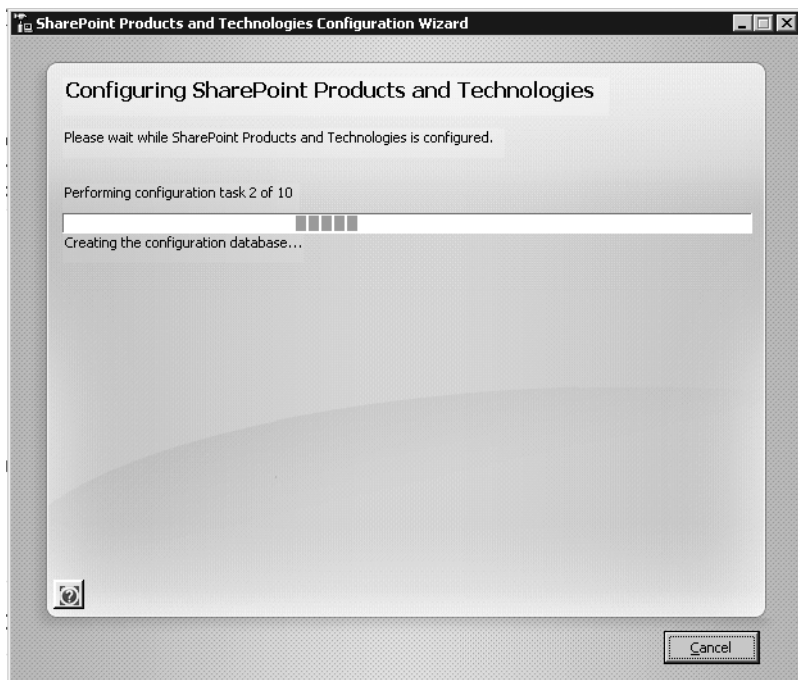 SharePoint Products and Technologies Configuration Wizard
Configuring SharePoint Products and Technologies
Please wait while SharePoint Products and Technologies is configured.
Performing configuration task 2 of 10
Creating the configuration database...
?
Cancel